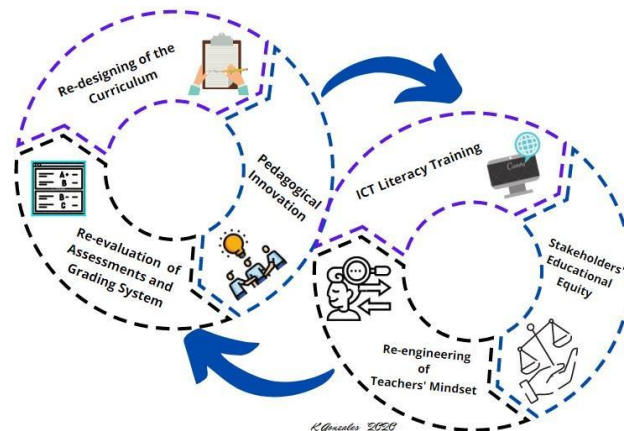 Re-designing of the
Curriculum
Pedagogical
Innovation
A+
B
B-
C
Re-evaluation of
Assessments and
Grading System
ICT Literacy Training
Canva
Stakeholders'
Educational
Equity
Re-engineering
of
Teachers' Mindset
K Gonzales 2020